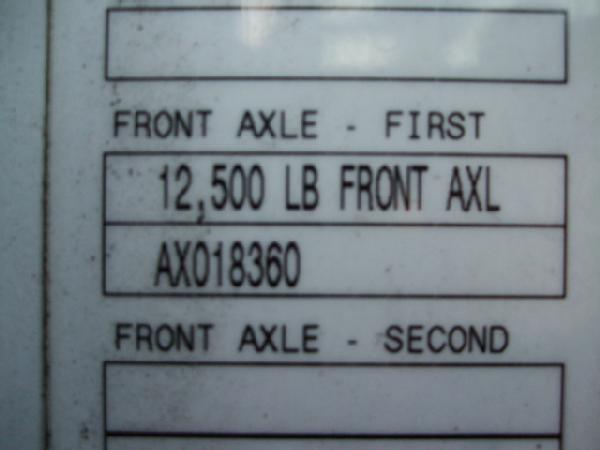 FRONT AXLE - FIRST
12,500 LB FRONT AXL
AX018360
FRONT AXLE - SECOND